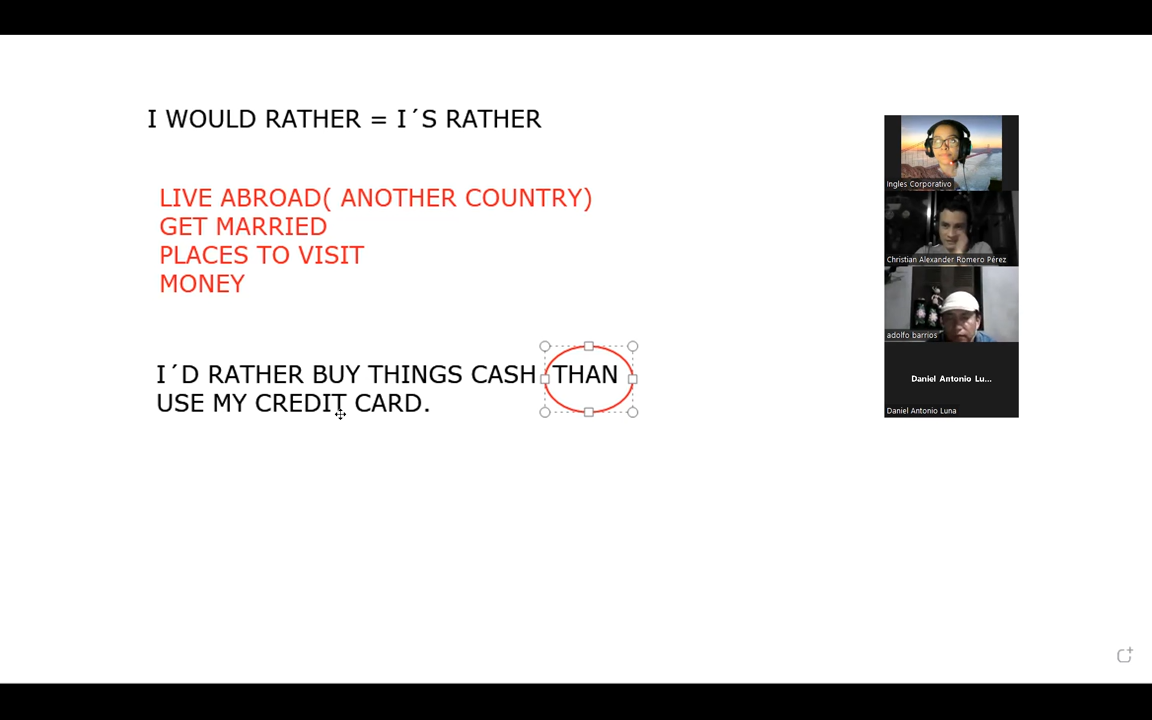 I WOULD RATHER = I´S RATHER
LIVE ABROAD( ANOTHER COUNTRY)
GET MARRIED
PLACES TO VISIT
MONEY
I´D RATHER BUY THINGS CASH THAN
USE MY CREDIT CARD.
Ingles Corporativo
Christian Alexander Romero Pérez
adolfo barrios
Daniel Antonio Lu...
Daniel Antonio Luna